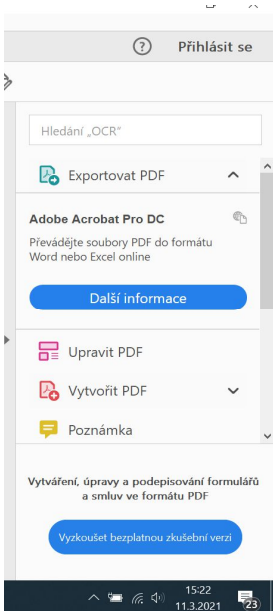 Přihlásit se
Hledání „OCR"
Exportovat PDF
Adobe Acrobat Pro DC
Převádějte soubory PDF do formátu
Word nebo Excel online
Další informace
Upravit PDF
Vytvořit PDF
Poznámka
Vytváření, úpravy a podepisování formulářů
a smluv ve formátu PDF
Vyzkoušet bezplatnou zkušební verzi
15:22
11.3.2021
23